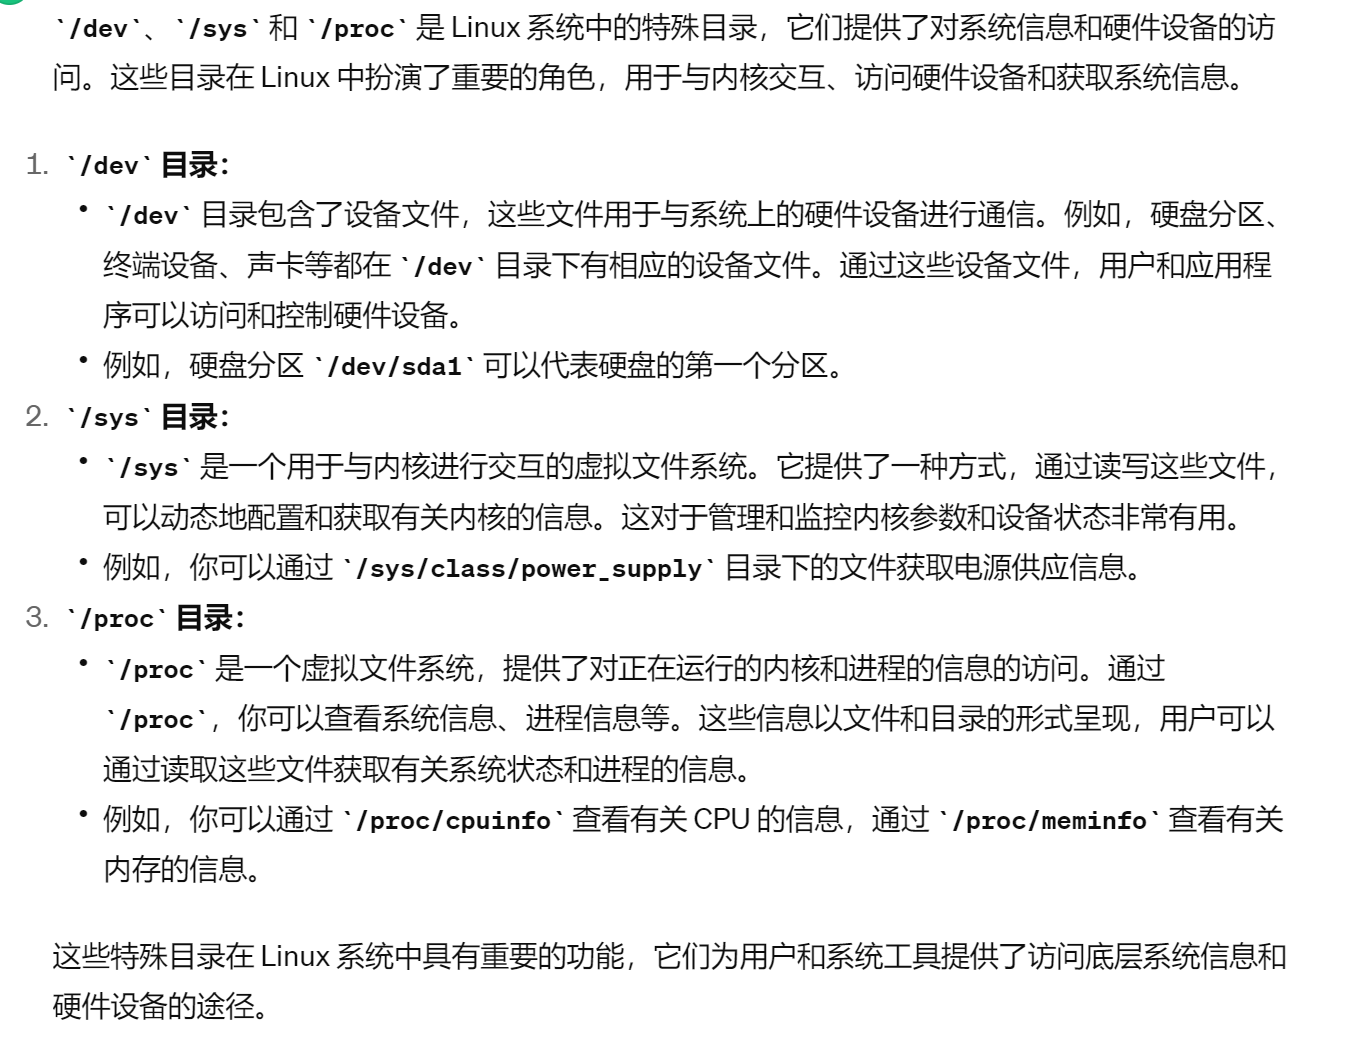 `/dev`、`/sys` 和 `/proc` 是 Linux 系统中的特殊目录，它们提供了对系统信息和硬件设备的访
问。这些目录在 Linux 中扮演了重要的角色，用于与内核交互、访问硬件设备和获取系统信息。
1. `/dev` 目录：
• `/dev` 目录包含了设备文件，这些文件用于与系统上的硬件设备进行通信。例如，硬盘分区、
终端设备、声卡等都在 `/dev` 目录下有相应的设备文件。通过这些设备文件，用户和应用程
序可以访问和控制硬件设备。
• 例如，硬盘分区 `/dev/sda1` 可以代表硬盘的第一个分区。
2. `/sys` 目录：
• `/sys` 是一个用于与内核进行交互的虚拟文件系统。它提供了一种方式，通过读写这些文件，
可以动态地配置和获取有关内核的信息。这对于管理和监控内核参数和设备状态非常有用。
• 例如，你可以通过 `/sys/class/power_supply` 目录下的文件获取电源供应信息。
3. `/proc` 目录：
• `/proc` 是一个虚拟文件系统，提供了对正在运行的内核和进程的信息的访问。通过
`/proc`，你可以查看系统信息、进程信息等。这些信息以文件和目录的形式呈现，用户可以
通过读取这些文件获取有关系统状态和进程的信息。
• 例如，你可以通过 `/proc/cpuinfo` 查看有关 CPU 的信息，通过 `/proc/meminfo` 查看有关
内存的信息。
这些特殊目录在 Linux 系统中具有重要的功能，它们为用户和系统工具提供了访问底层系统信息和
硬件设备的途径。